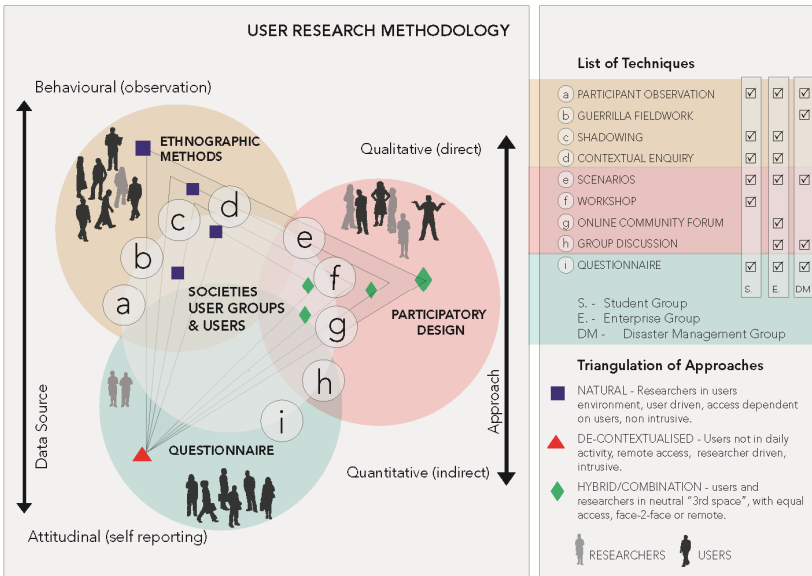 USER RESEARCH METHODOLOGY
Behavioural (observation)
ETHNOGRAPHIC
METHODS
Qualitative (direct)
a
b
c
d
e
f
g
h
i
SOCIETIES
USER GROUPS
& USERS
PARTICIPATORY
DESIGN
QUESTIONNAIRE
Data Source
Approach
Quantitative (indirect)
Attitudinal (self reporting)
List of Techniques
a PARTICIPANT OBSERVATION
b GUERRILLA FIELDWORK
c SHADOWING
d CONTEXTUAL ENQUIRY
e SCENARIOS
f WORKSHOP
g ONLINE COMMUNITY FORUM
h GROUP DISCUSSION
i QUESTIONNAIRE
S. E. DM
S. - Student Group
E. - Enterprise Group
DM - Disaster Management Group
Triangulation of Approaches
NATURAL - Researchers in users
environment, user driven, access dependent
on users, non intrusive.
DE-CONTEXTUALISED - Users not in daily
activity, remote access, researcher driven,
intrusive.
HYBRID/COMBINATION - users and
researchers in neutral “3rd space”, with equal
access, face-2-face or remote.
RESEARCHERS USERS